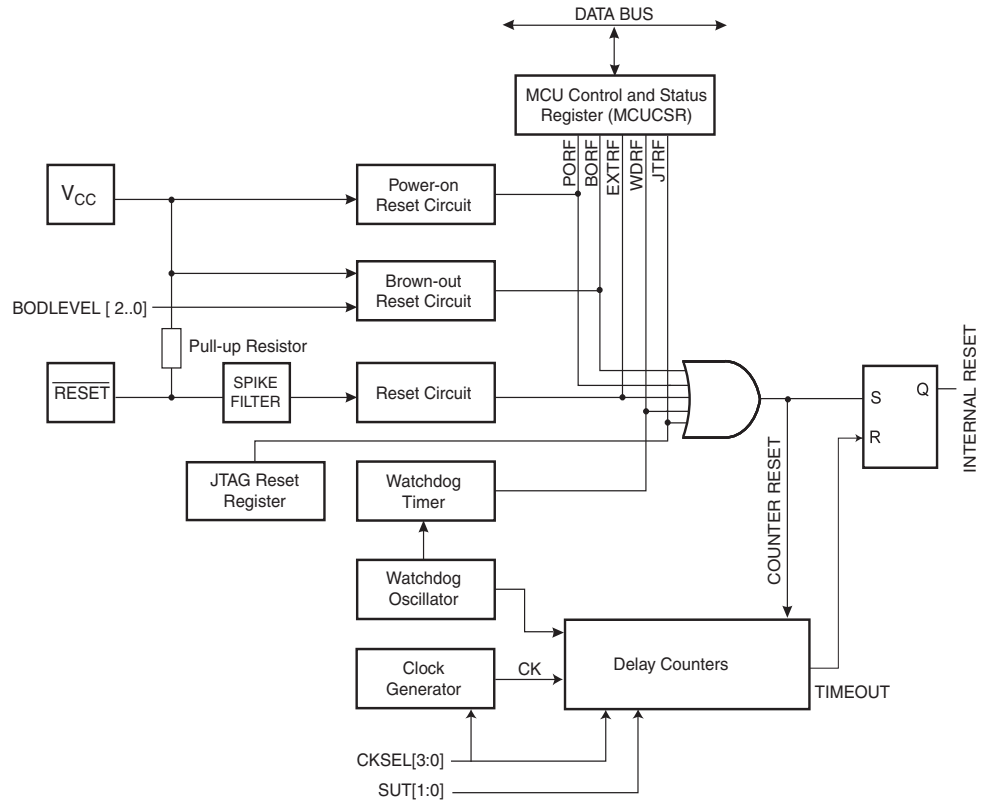 DATA BUS
MCU Control and Status
Register (MCUCSR)
PORF
BORF
EXTRF
WDRF
JTRF
VCC
Power-on
Reset Circuit
Brown-out
Reset Circuit
BODLEVEL [ 2..0]
Pull-up Resistor
RESET
SPIKE
FILTER
Reset Circuit
S
Q
R
INTERNAL RESET
JTAG Reset
Register
Watchdog
Timer
COUNTER RESET
Watchdog
Oscillator
Clock
Generator
CK
Delay Counters
TIMEOUT
CKSEL[3:0]
SUT[1:0]